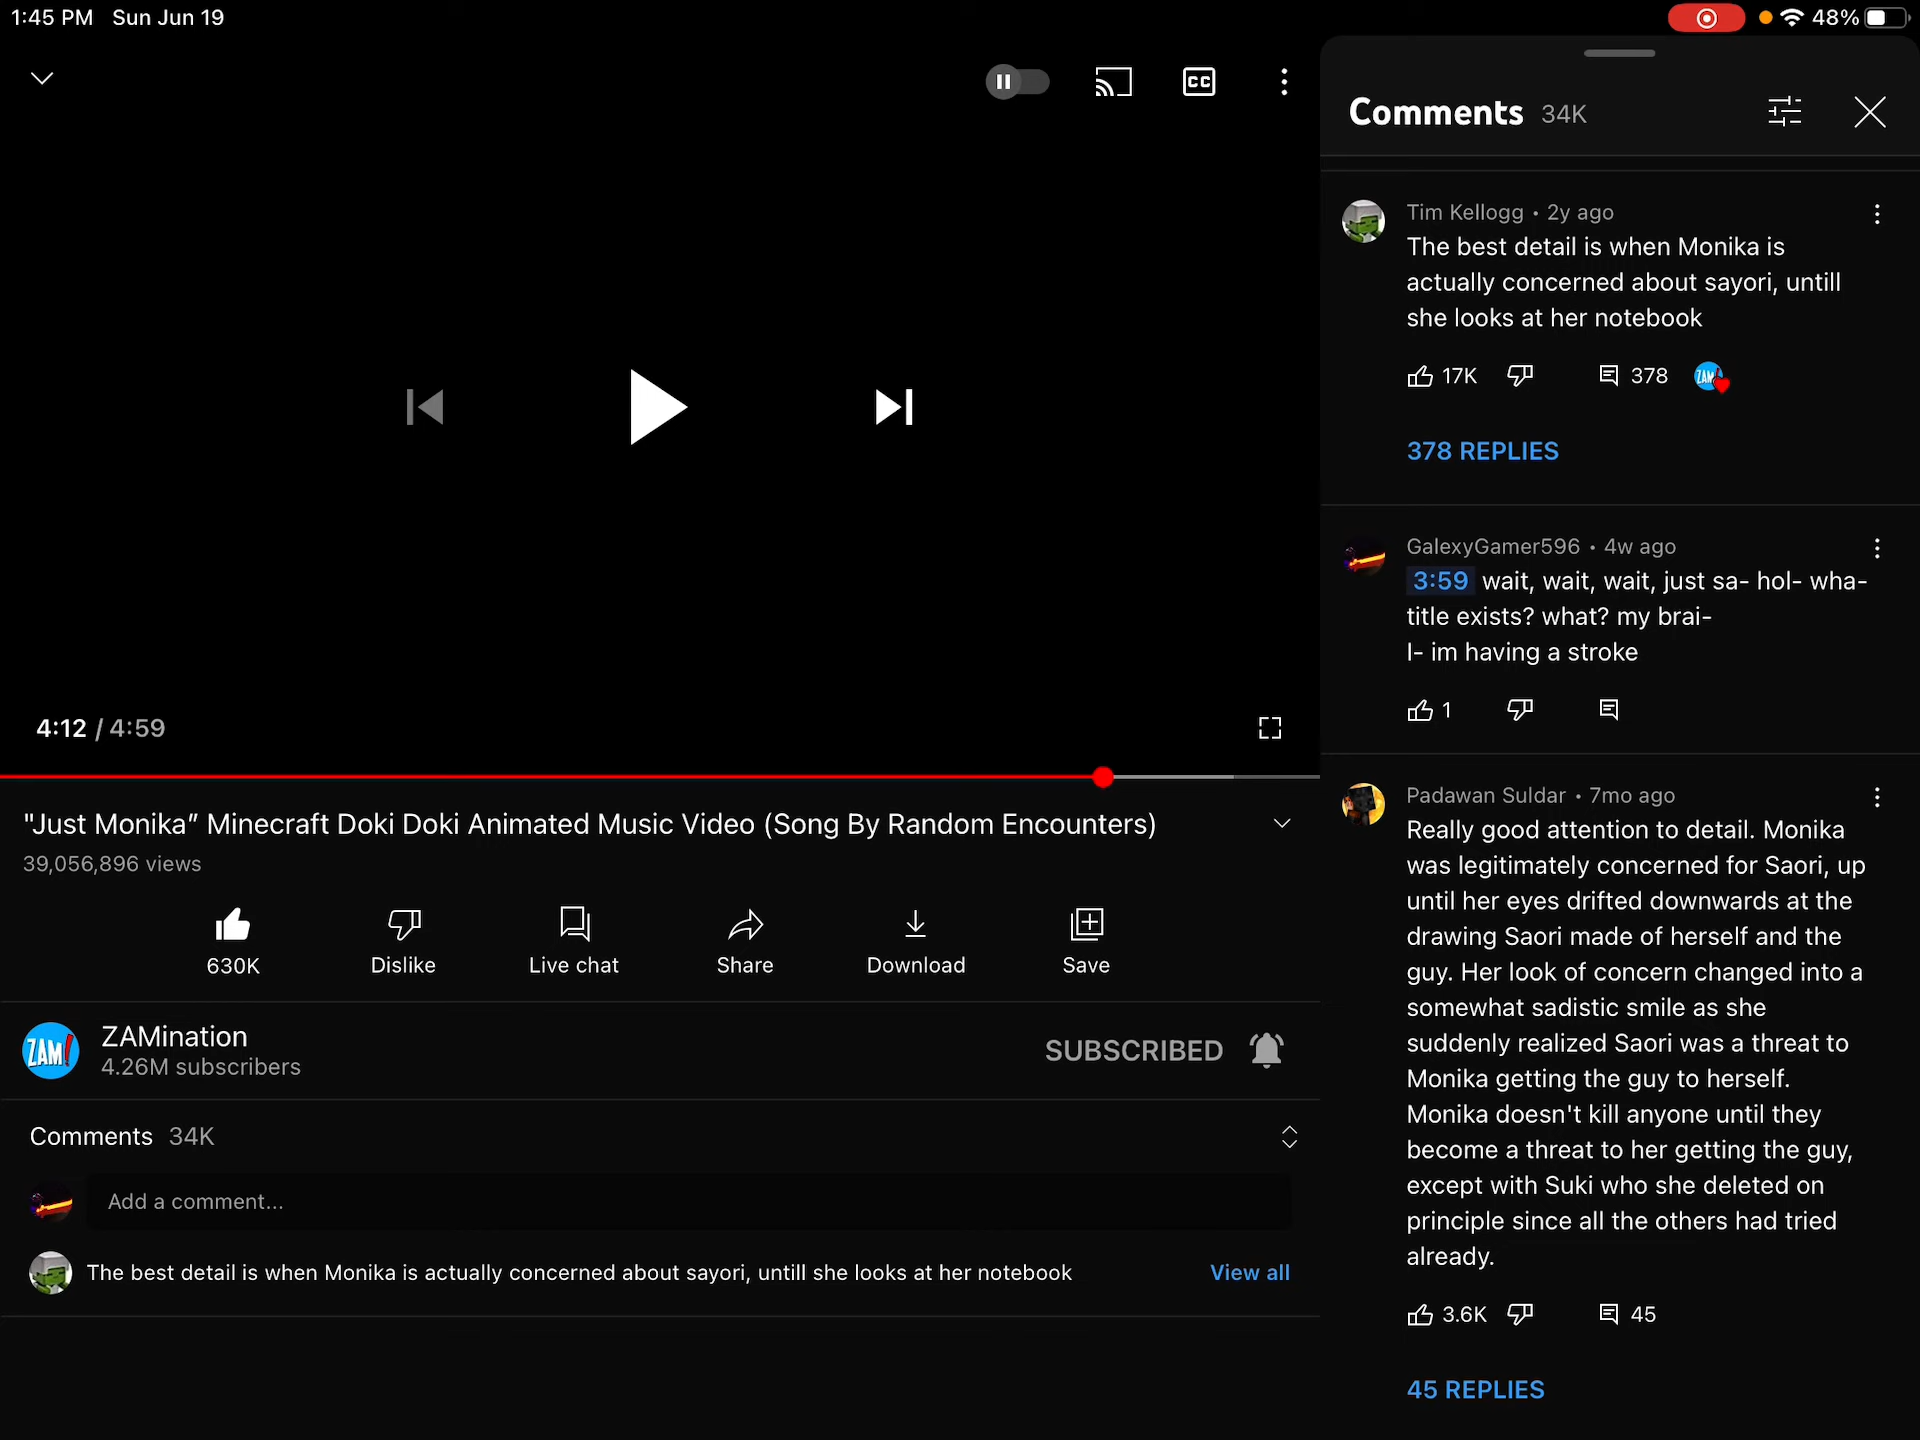 1:45 PM Sun Jun 19
48%
CC
4:12 / 4:59
"Just Monika” Minecraft Doki Doki Animated Music Video (Song By Random Encounters)
39,056,896 views
630K
Dislike
Live chat
Share
Download
Save
ZAM!
ZAMination
4.26M subscribers
SUBSCRIBED
Comments 34K
Add a comment...
The best detail is when Monika is actually concerned about sayori, untill she looks at her notebook
View all
Comments 34K
Tim Kellogg • 2y ago
The best detail is when Monika is
actually concerned about sayori, untill
she looks at her notebook
17K
378
ZAM!
378 REPLIES
GalexyGamer596 • 4w ago
3:59 wait, wait, wait, just sa- hol- wha-
title exists? what? my brai-
I- im having a stroke
1
Padawan Suldar • 7mo ago
Really good attention to detail. Monika
was legitimately concerned for Saori, up
until her eyes drifted downwards at the
drawing Saori made of herself and the
guy. Her look of concern changed into a
somewhat sadistic smile as she
suddenly realized Saori was a threat to
Monika getting the guy to herself.
Monika doesn't kill anyone until they
become a threat to her getting the guy,
except with Suki who she deleted on
principle since all the others had tried
already.
3.6K
45
45 REPLIES